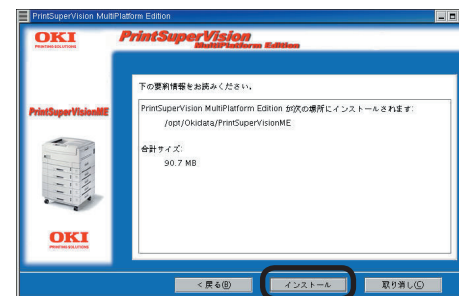 PrintSuperVision MultiPlatform Edition
OKI
PRINTING SOLUTIONS
PrintSuperVision
MultiPlatform Edition
下の要約情報をお読みください。
PrintSuperVisionME
PrintSuperVision MultiPlatform Edition が次の場所にインストールされます:
/opt/Okidata/PrintSuperVisionME
合計サイズ:
90.7 MB
OKI
PRINTING SOLUTIONS
< 戻る(B)
インストール
取り消し(C)